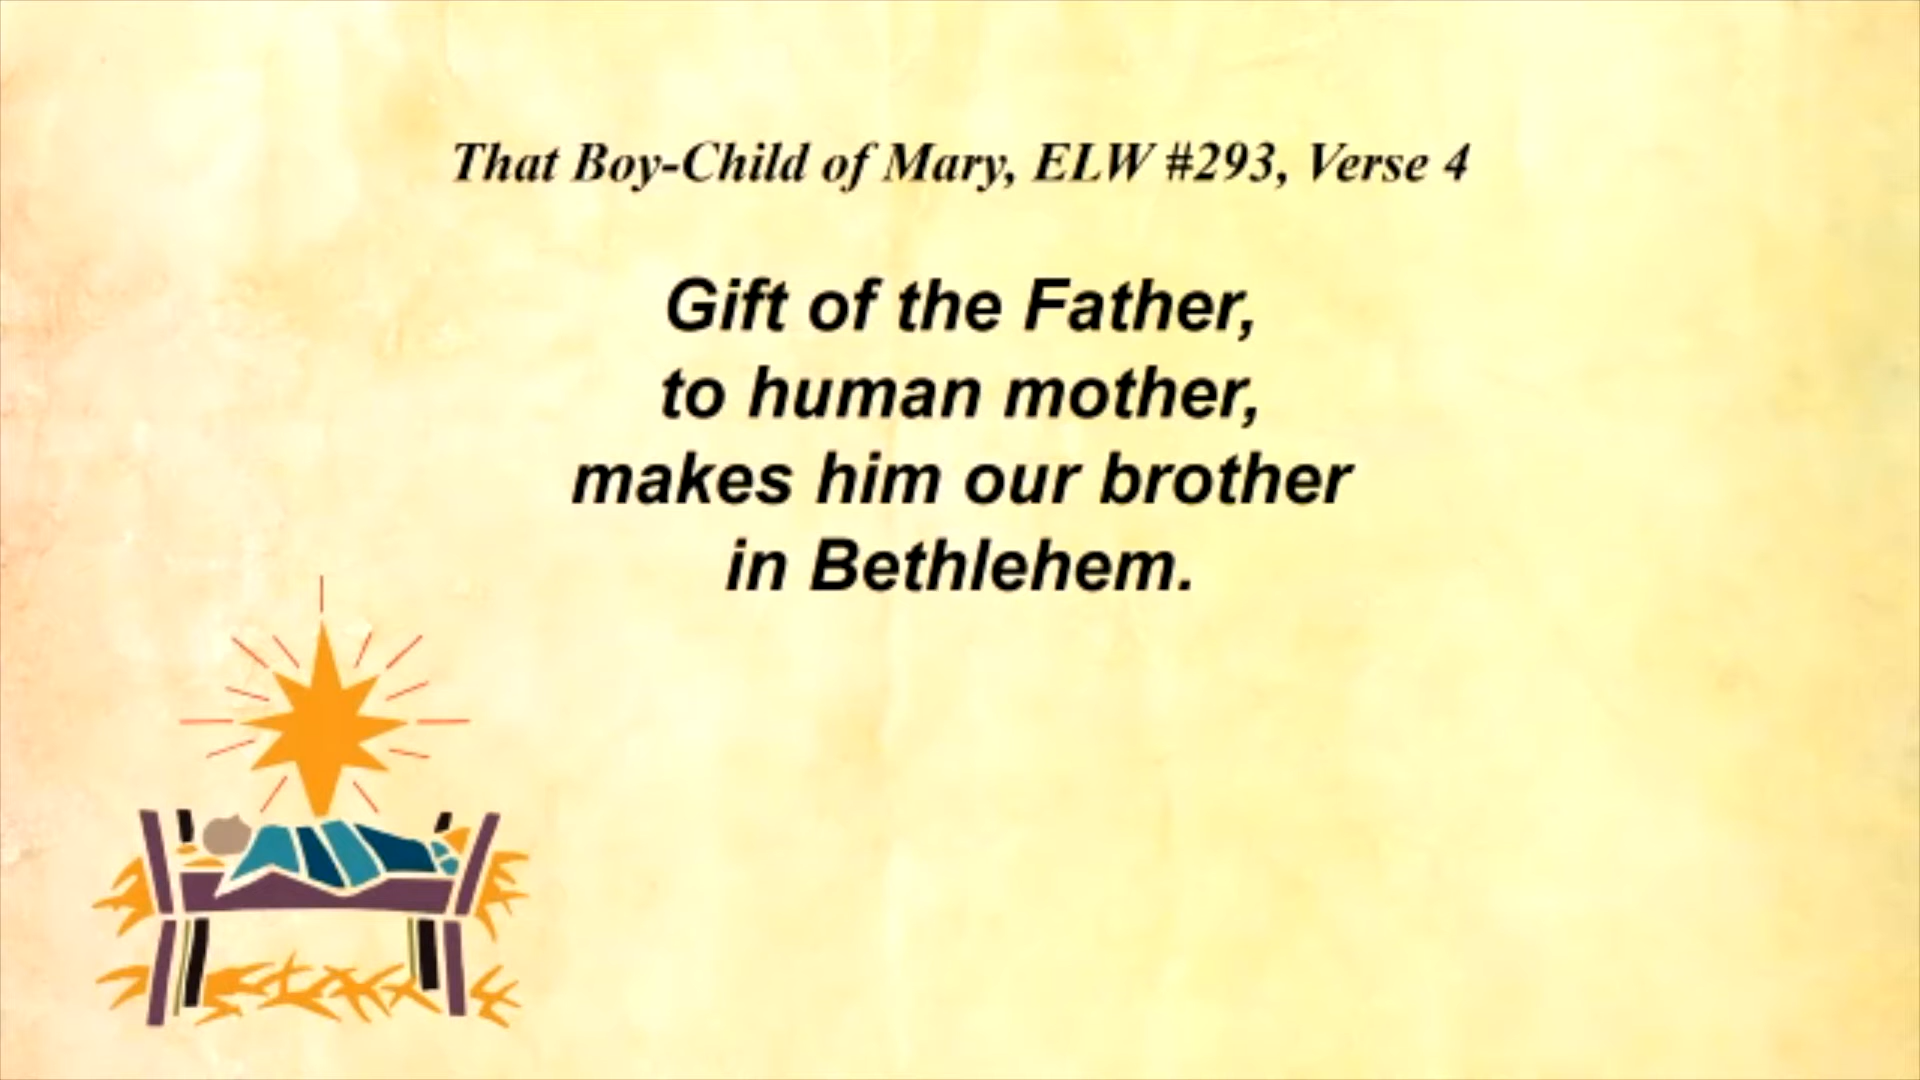 That Boy-Child of Mary, ELW #293, Verse 4
Gift of the Father,
to human mother,
makes him our brother
in Bethlehem.